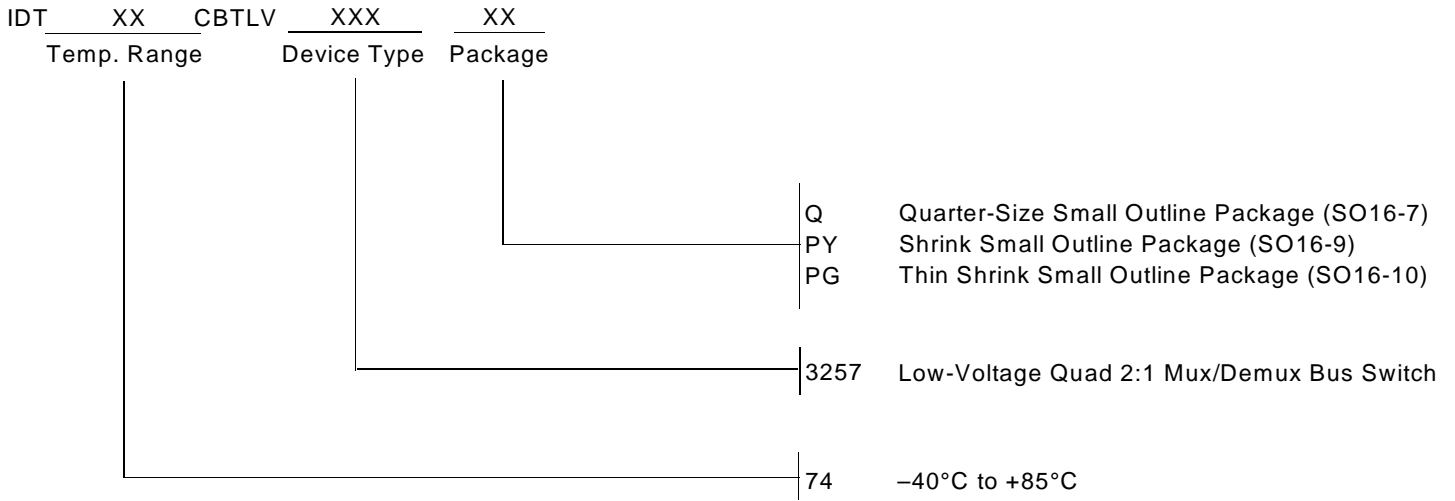 IDT XX CBTLV XXX XX
Temp. Range Device Type Package
Q Quarter-Size Small Outline Package (SO16-7)
PY Shrink Small Outline Package (SO16-9)
PG Thin Shrink Small Outline Package (SO16-10)
3257 Low-Voltage Quad 2:1 Mux/Demux Bus Switch
74 –40°C to +85°C